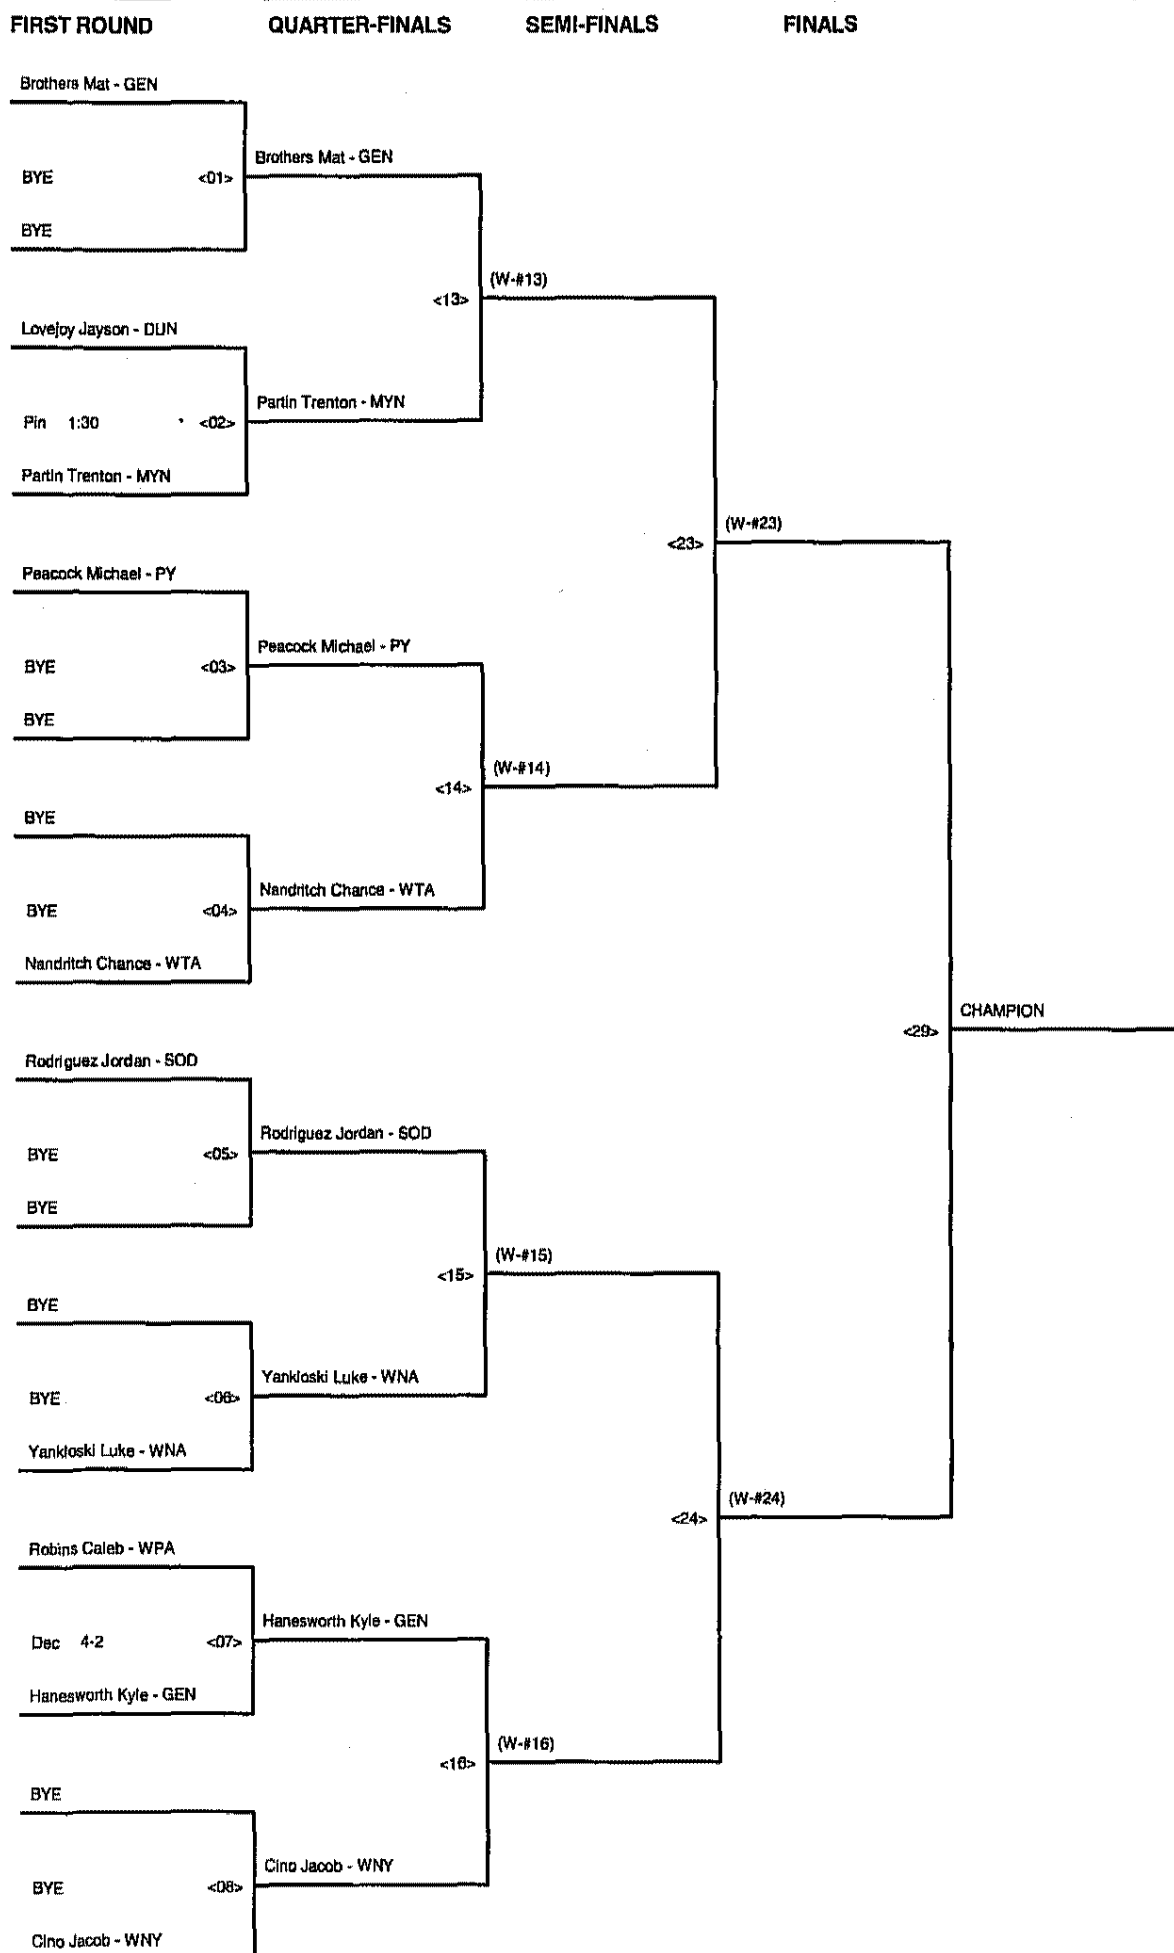 FIRST ROUND QUARTER-FINALS SEMI-FINALS FINALS
Brothers Mat - GEN
Brothers Mat - GEN
BYE <01>
BYE
(W-#13)
<13>
Lovejoy Jayson - DUN
Partin Trenton - MYN
Pin 1:30 <02>
Partin Trenton - MYN
(W-#23)
<23>
Peacock Michael - PY
Peacock Michael - PY
BYE <03>
BYE
(W-#14)
<14>
BYE
Nandritch Chance - WTA
BYE <04>
Nandritch Chance - WTA
CHAMPION
<29>
Rodriguez Jordan - SOD
Rodriguez Jordan - SOD
BYE <05>
BYE
(W-#15)
<15>
BYE
Yankloski Luke - WNA
BYE <06>
Yankloski Luke - WNA
(W-#24)
<24>
Robins Caleb - WPA
Hanesworth Kyle - GEN
Dec 4-2 <07>
Hanesworth Kyle - GEN
(W-#16)
<16>
BYE
Cino Jacob - WNY
BYE <08>
Cino Jacob - WNY